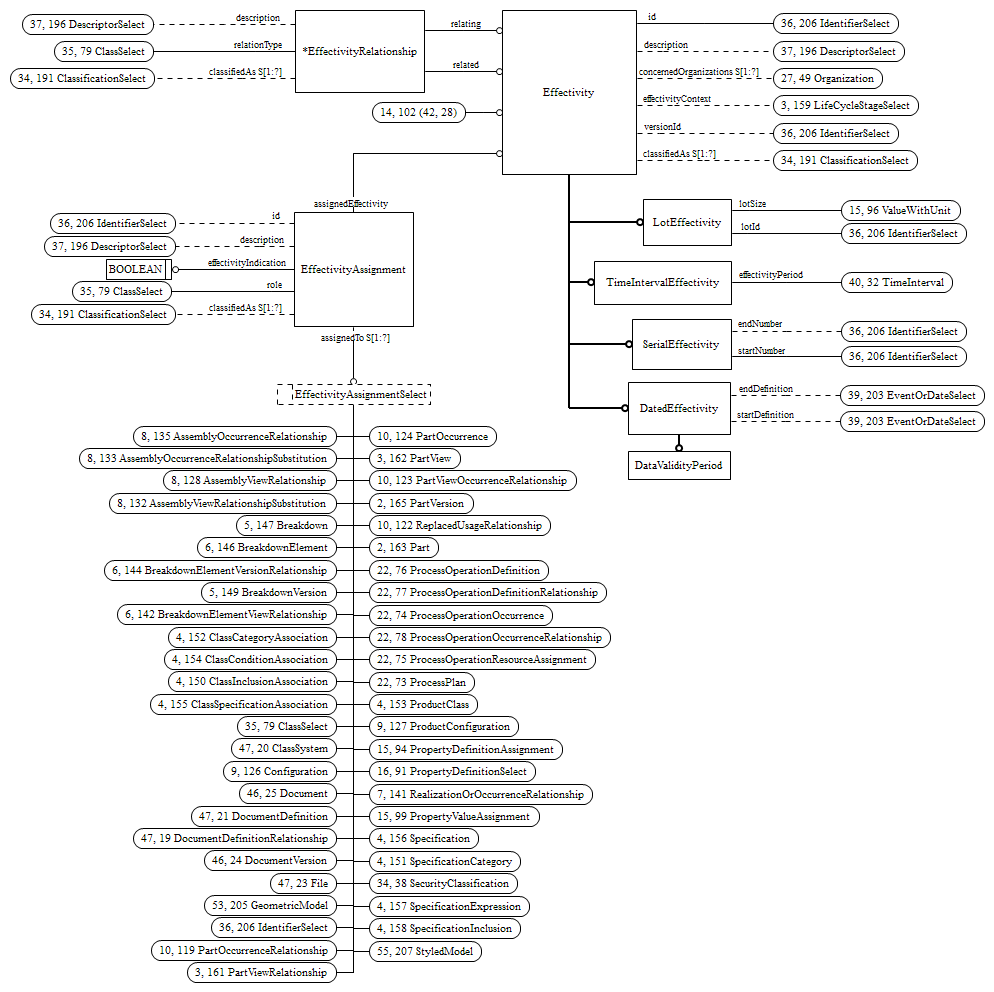 37, 196 DescriptorSelect
description
35, 79 ClassSelect
relationType
34, 191 ClassificationSelect
classifiedAs S[1:?]
*EffectivityRelationship
relating
related
14, 102 (42, 28)
Effectivity
id
36, 206 IdentifierSelect
description
37, 196 DescriptorSelect
concernedOrganizations S[1:?]
27, 49 Organization
effectivityContext
3, 159 LifeCycleStageSelect
versionId
36, 206 IdentifierSelect
classifiedAs S[1:?]
34, 191 ClassificationSelect
assignedEffectivity
36, 206 IdentifierSelect
id
37, 196 DescriptorSelect
description
BOOLEAN
effectivityIndication
35, 79 ClassSelect
role
34, 191 ClassificationSelect
classifiedAs S[1:?]
EffectivityAssignment
assignedTo S[1:?]
EffectivityAssignmentSelect
LotEffectivity
lotSize
15, 96 ValueWithUnit
lotId
36, 206 IdentifierSelect
TimeIntervalEffectivity
effectivityPeriod
40, 32 TimeInterval
SerialEffectivity
endNumber
36, 206 IdentifierSelect
startNumber
36, 206 IdentifierSelect
DatedEffectivity
endDefinition
39, 203 EventOrDateSelect
startDefinition
39, 203 EventOrDateSelect
DataValidityPeriod
8, 135 AssemblyOccurrenceRelationship
10, 124 PartOccurrence
8, 133 AssemblyOccurrenceRelationshipSubstitution
3, 162 PartView
8, 128 AssemblyViewRelationship
10, 123 PartViewOccurrenceRelationship
8, 132 AssemblyViewRelationshipSubstitution
2, 165 PartVersion
5, 147 Breakdown
10, 122 ReplacedUsageRelationship
6, 146 BreakdownElement
2, 163 Part
6, 144 BreakdownElementVersionRelationship
22, 76 ProcessOperationDefinition
5, 149 BreakdownVersion
22, 77 ProcessOperationDefinitionRelationship
6, 142 BreakdownElementViewRelationship
22, 74 ProcessOperationOccurrence
4, 152 ClassCategoryAssociation
22, 78 ProcessOperationOccurrenceRelationship
4, 154 ClassConditionAssociation
22, 75 ProcessOperationResourceAssignment
4, 150 ClassInclusionAssociation
22, 73 ProcessPlan
4, 155 ClassSpecificationAssociation
4, 153 ProductClass
35, 79 ClassSelect
9, 127 ProductConfiguration
47, 20 ClassSystem
15, 94 PropertyDefinitionAssignment
9, 126 Configuration
16, 91 PropertyDefinitionSelect
46, 25 Document
7, 141 RealizationOrOccurrenceRelationship
47, 21 DocumentDefinition
15, 99 PropertyValueAssignment
47, 19 DocumentDefinitionRelationship
4, 156 Specification
46, 24 DocumentVersion
4, 151 SpecificationCategory
47, 23 File
34, 38 SecurityClassification
53, 205 GeometricModel
4, 157 SpecificationExpression
36, 206 IdentifierSelect
4, 158 SpecificationInclusion
10, 119 PartOccurrenceRelationship
55, 207 StyledModel
3, 161 PartViewRelationship